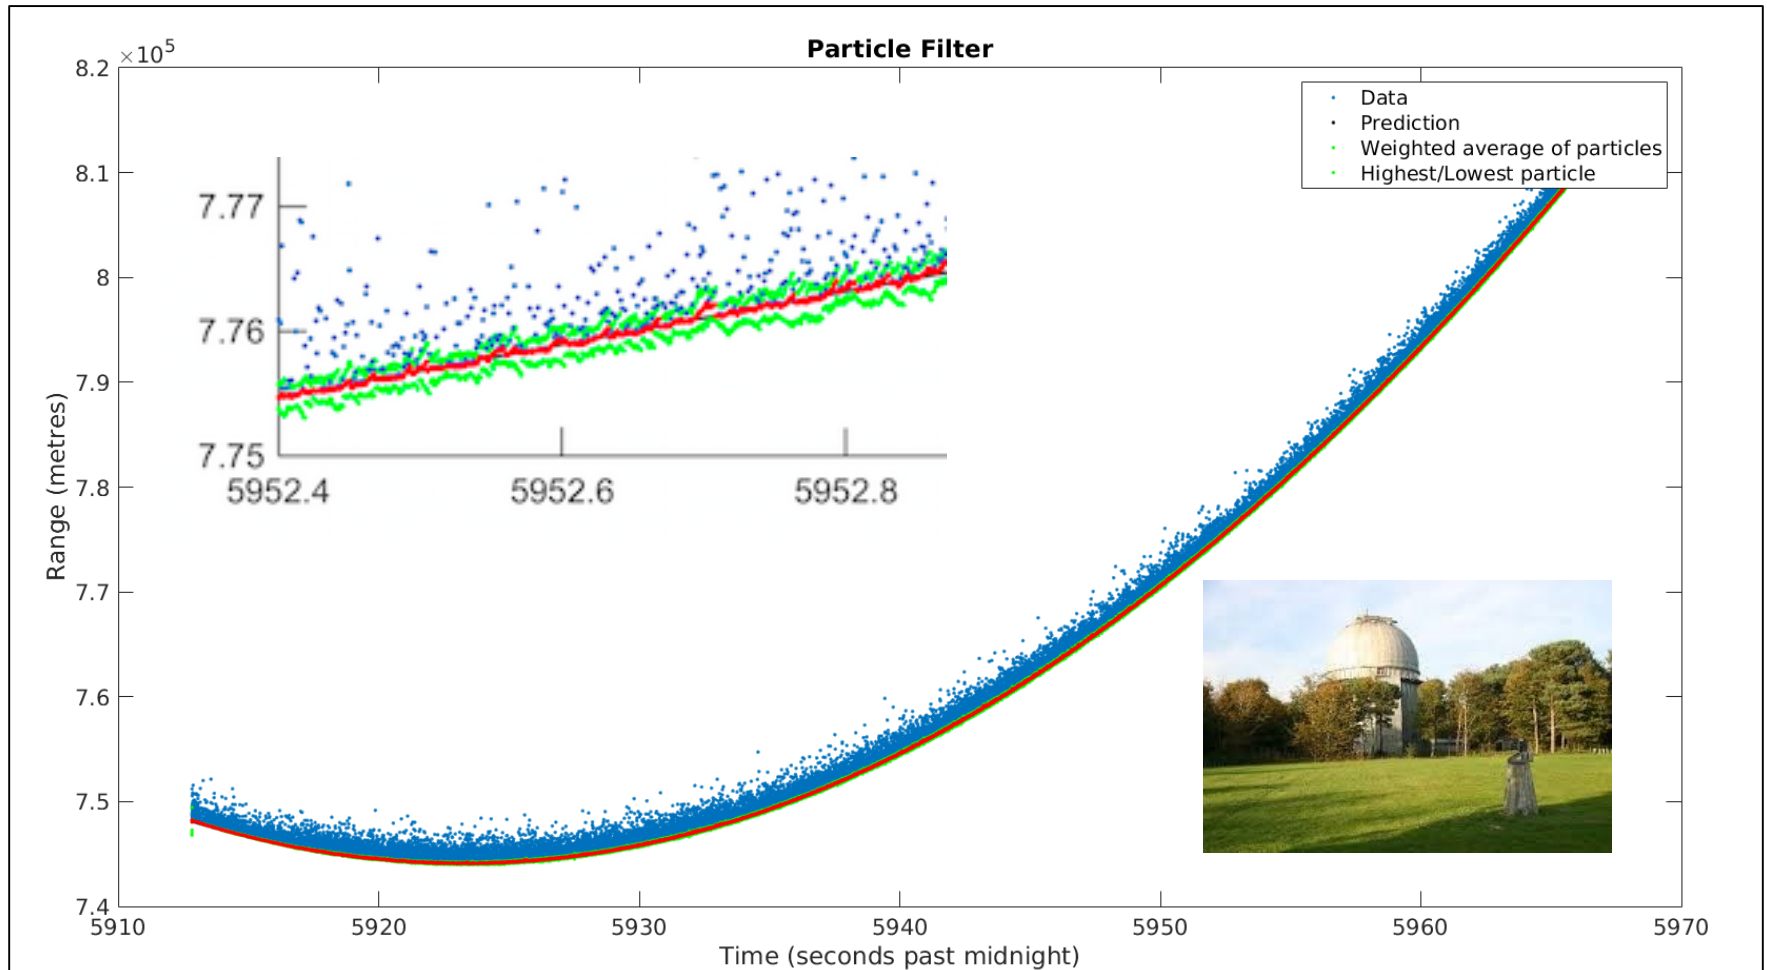 Particle Filter
×10⁵
8.2
8.1
8
7.9
7.8
7.7
7.6
7.5
7.4
Range (metres)
Data
Prediction
Weighted average of particles
Highest/Lowest particle
7.77
7.76
7.75
5952.4 5952.6 5952.8
5910 5920 5930 5940 5950 5960 5970
Time (seconds past midnight)